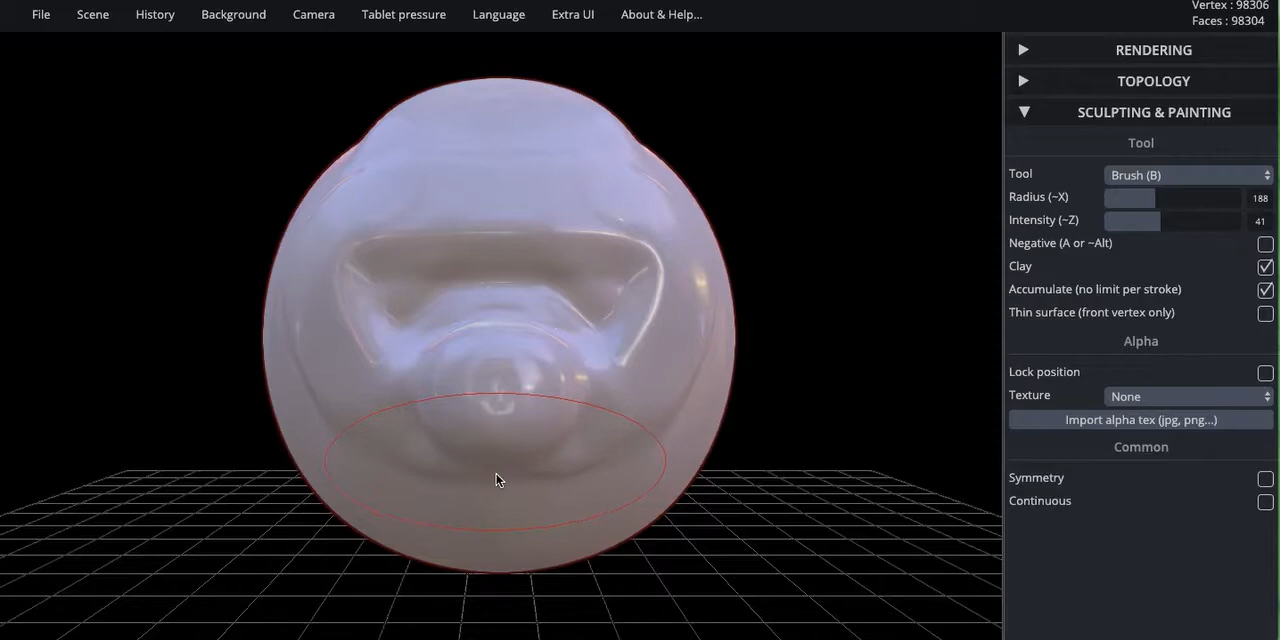 File Scene History Background Camera Tablet pressure Language Extra UI About & Help...
Vertex : 98306
Faces : 98304
RENDERING
TOPOLOGY
SCULPTING & PAINTING
Tool
Tool Brush (B)
Radius (~X) 188
Intensity (~Z) 41
Negative (A or ~Alt)
Clay
Accumulate (no limit per stroke)
Thin surface (front vertex only)
Alpha
Lock position
Texture None
Import alpha tex (jpg, png...)
Common
Symmetry
Continuous